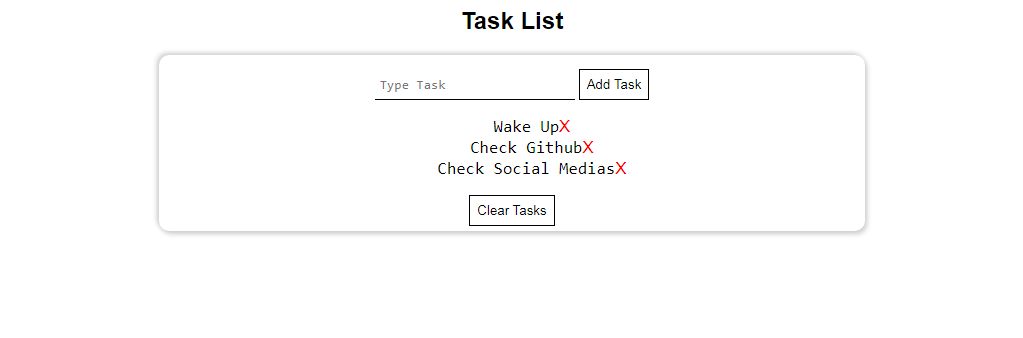 Task List
Type Task Add Task
Wake UpX
Check GithubX
Check Social MediasX
Clear Tasks